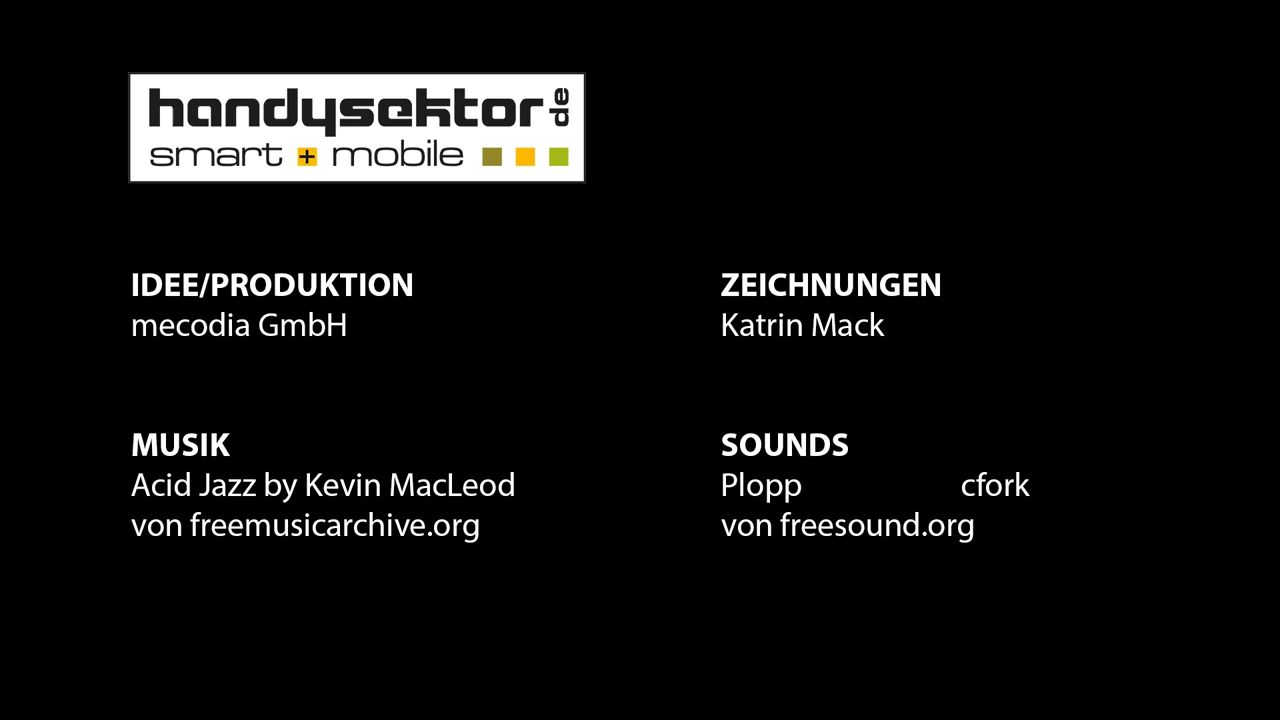 handysektor.de
smart + mobile
IDEE/PRODUKTION
mecodia GmbH
ZEICHNUNGEN
Katrin Mack
MUSIK
Acid Jazz by Kevin MacLeod
von freemusicarchive.org
SOUNDS
Plopp cfork
von freesound.org